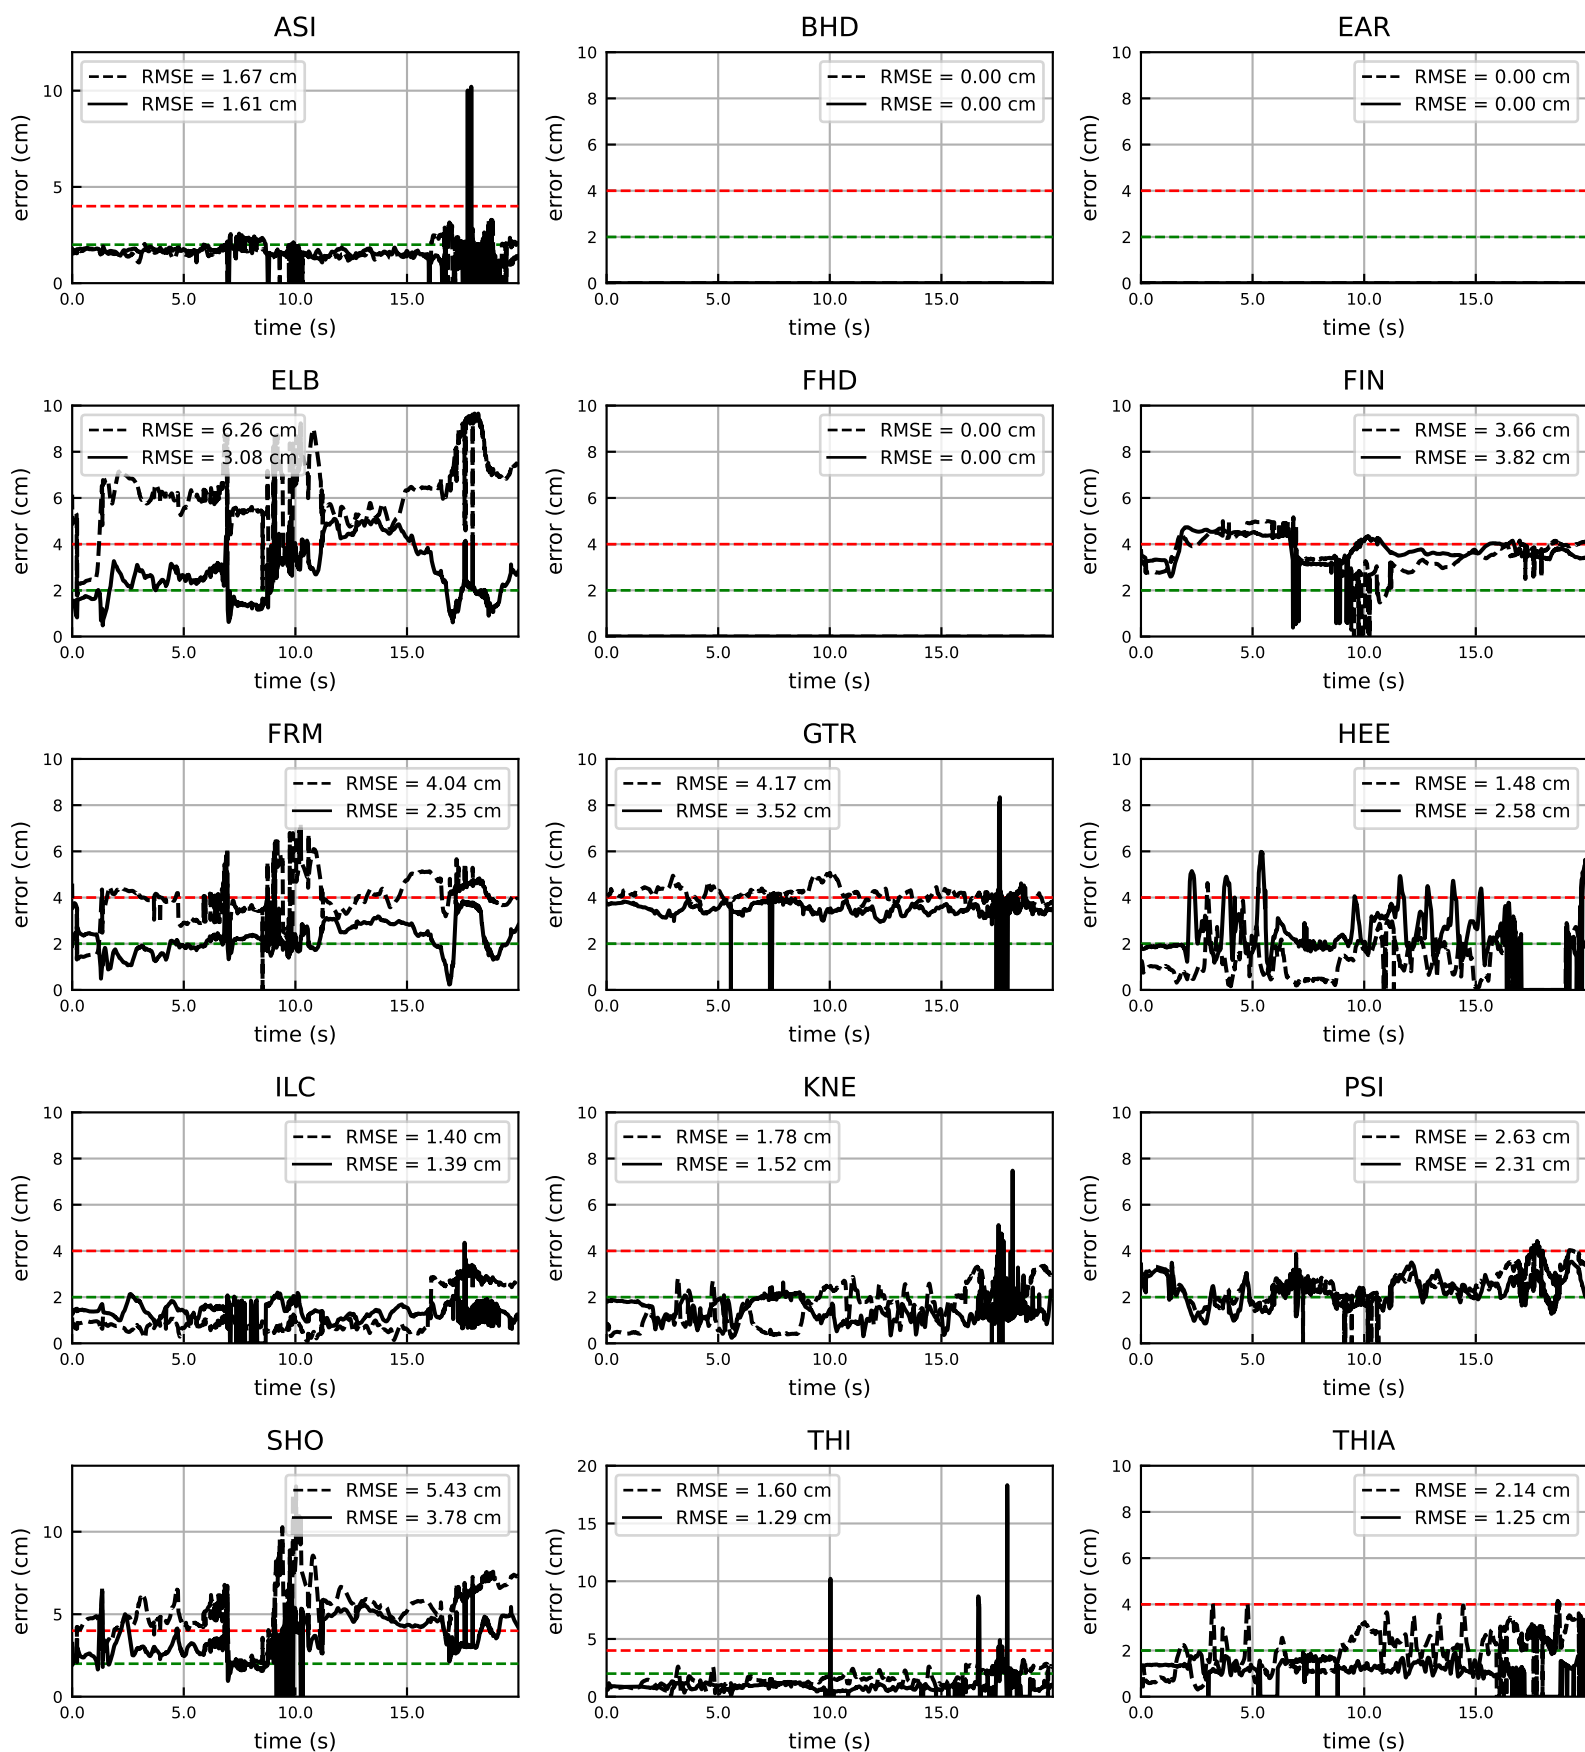 ASI
RMSE = 1.67 cm
RMSE = 1.61 cm
error (cm)
10
5
0
0.0 5.0 10.0 15.0
time (s)
BHD
RMSE = 0.00 cm
RMSE = 0.00 cm
error (cm)
10
8
6
4
2
0
0.0 5.0 10.0 15.0
time (s)
EAR
RMSE = 0.00 cm
RMSE = 0.00 cm
error (cm)
10
8
6
4
2
0
0.0 5.0 10.0 15.0
time (s)
ELB
RMSE = 6.26 cm
RMSE = 3.08 cm
error (cm)
10
8
6
4
2
0
0.0 5.0 10.0 15.0
time (s)
FHD
RMSE = 0.00 cm
RMSE = 0.00 cm
error (cm)
10
8
6
4
2
0
0.0 5.0 10.0 15.0
time (s)
FIN
RMSE = 3.66 cm
RMSE = 3.82 cm
error (cm)
10
8
6
4
2
0
0.0 5.0 10.0 15.0
time (s)
FRM
RMSE = 4.04 cm
RMSE = 2.35 cm
error (cm)
10
8
6
4
2
0
0.0 5.0 10.0 15.0
time (s)
GTR
RMSE = 4.17 cm
RMSE = 3.52 cm
error (cm)
10
8
6
4
2
0
0.0 5.0 10.0 15.0
time (s)
HEE
RMSE = 1.48 cm
RMSE = 2.58 cm
error (cm)
10
8
6
4
2
0
0.0 5.0 10.0 15.0
time (s)
ILC
RMSE = 1.40 cm
RMSE = 1.39 cm
error (cm)
10
8
6
4
2
0
0.0 5.0 10.0 15.0
time (s)
KNE
RMSE = 1.78 cm
RMSE = 1.52 cm
error (cm)
10
8
6
4
2
0
0.0 5.0 10.0 15.0
time (s)
PSI
RMSE = 2.63 cm
RMSE = 2.31 cm
error (cm)
10
8
6
4
2
0
0.0 5.0 10.0 15.0
time (s)
SHO
RMSE = 5.43 cm
RMSE = 3.78 cm
error (cm)
10
5
0
0.0 5.0 10.0 15.0
time (s)
THI
RMSE = 1.60 cm
RMSE = 1.29 cm
error (cm)
20
15
10
5
0
0.0 5.0 10.0 15.0
time (s)
THIA
RMSE = 2.14 cm
RMSE = 1.25 cm
error (cm)
10
8
6
4
2
0
0.0 5.0 10.0 15.0
time (s)